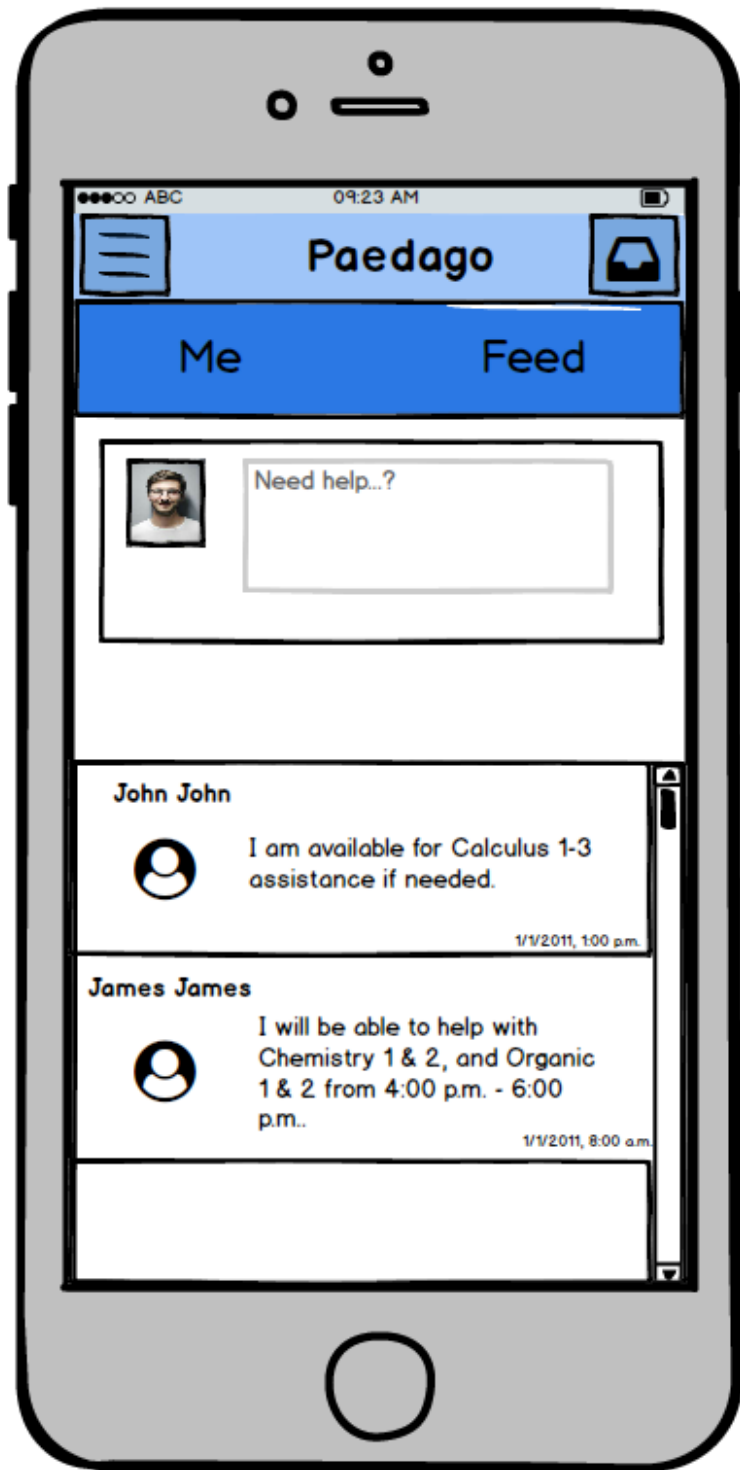 ABC 09:23 AM
Paedago
Me Feed
Need help...?
John John
I am available for Calculus 1-3
assistance if needed.
1/1/2011, 1:00 p.m.
James James
I will be able to help with
Chemistry 1 & 2, and Organic
1 & 2 from 4:00 p.m. - 6:00
p.m..
1/1/2011, 8:00 a.m.